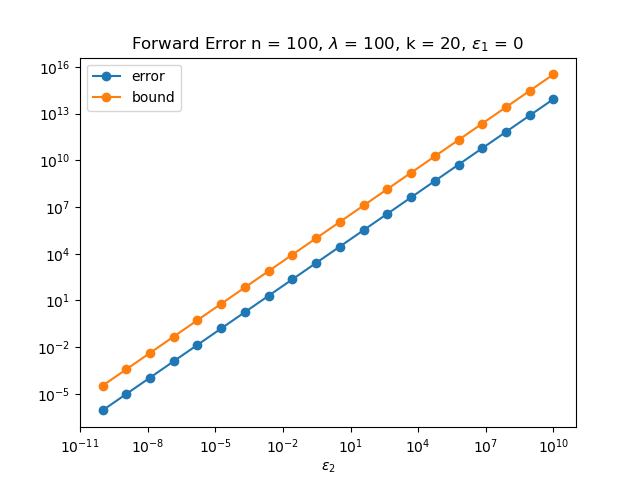 Forward Error n = 100, λ = 100, k = 20, ε₁ = 0
error
bound
10¹⁶
10¹³
10¹⁰
10⁷
10⁴
10¹
10⁻²
10⁻⁵
10⁻¹¹ 10⁻⁸ 10⁻⁵ 10⁻² 10¹ 10⁴ 10⁷ 10¹⁰
ε₂